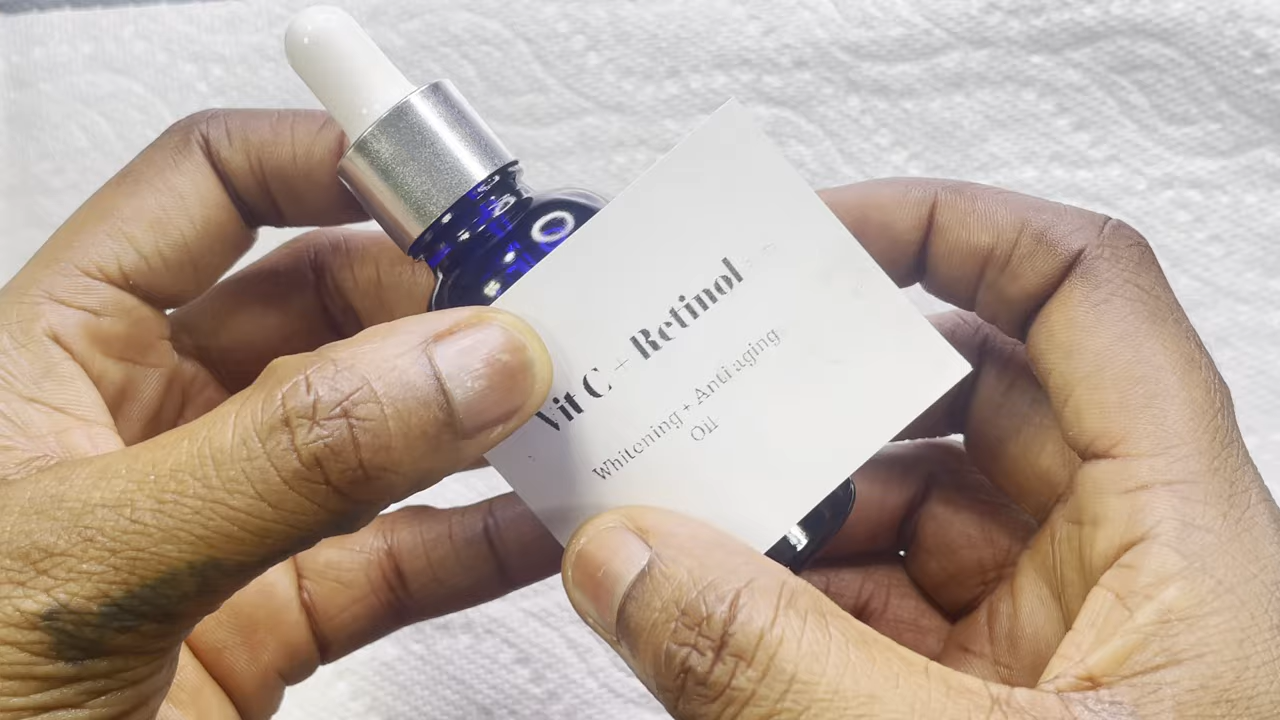 Vit C + Retinol
Whitening + Anti aging
Oil